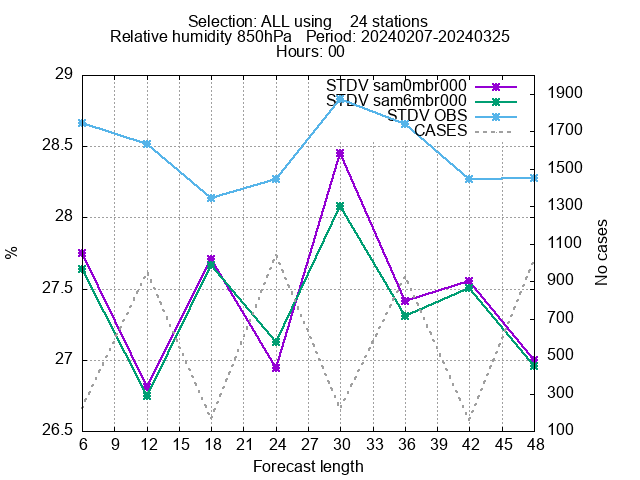 Selection: ALL using 24 stations
Relative humidity 850hPa Period: 20240207-20240325
Hours: 00
STDV sam0mbr000
STDV sam6mbr000
STDV OBS
CASES
29
28.5
28
27.5
27
26.5
%
1900
1700
1500
1300
1100
900
700
500
300
100
No cases
6 9 12 15 18 21 24 27 30 33 36 39 42 45 48
Forecast length